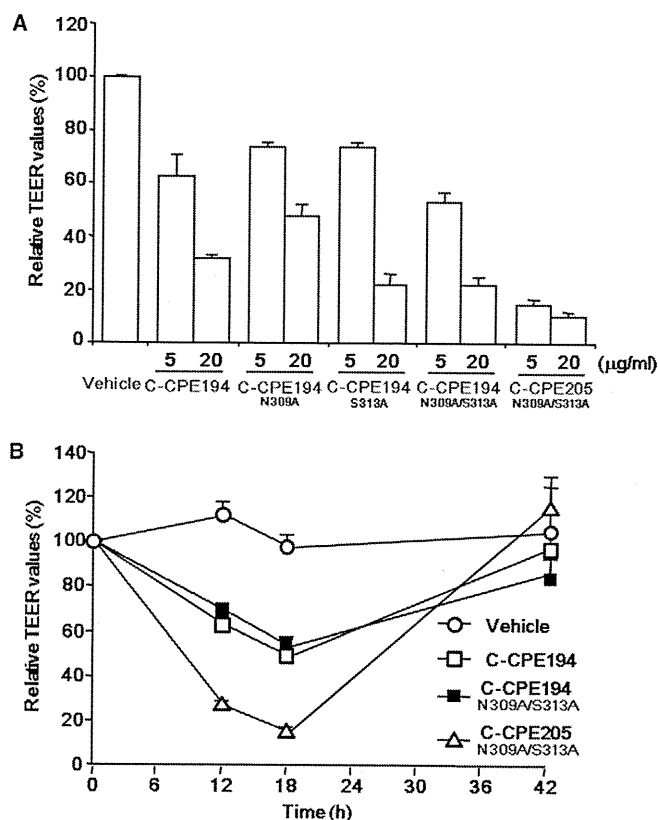 A
Relative TEER values (%)
120
100
80
60
40
20
0
5 20 5 20 5 20 5 20 5 20 (µg/ml)
Vehicle C-CPE194 C-CPE194 C-CPE194 C-CPE194 C-CPE205
N309A S313A N309A/S313A N309A/S313A
B
Relative TEER values (%)
140
120
100
80
60
40
20
0
Vehicle
C-CPE194
C-CPE194
N309A/S313A
C-CPE205
N309A/S313A
0 6 12 18 24 30 36 42
Time (h)